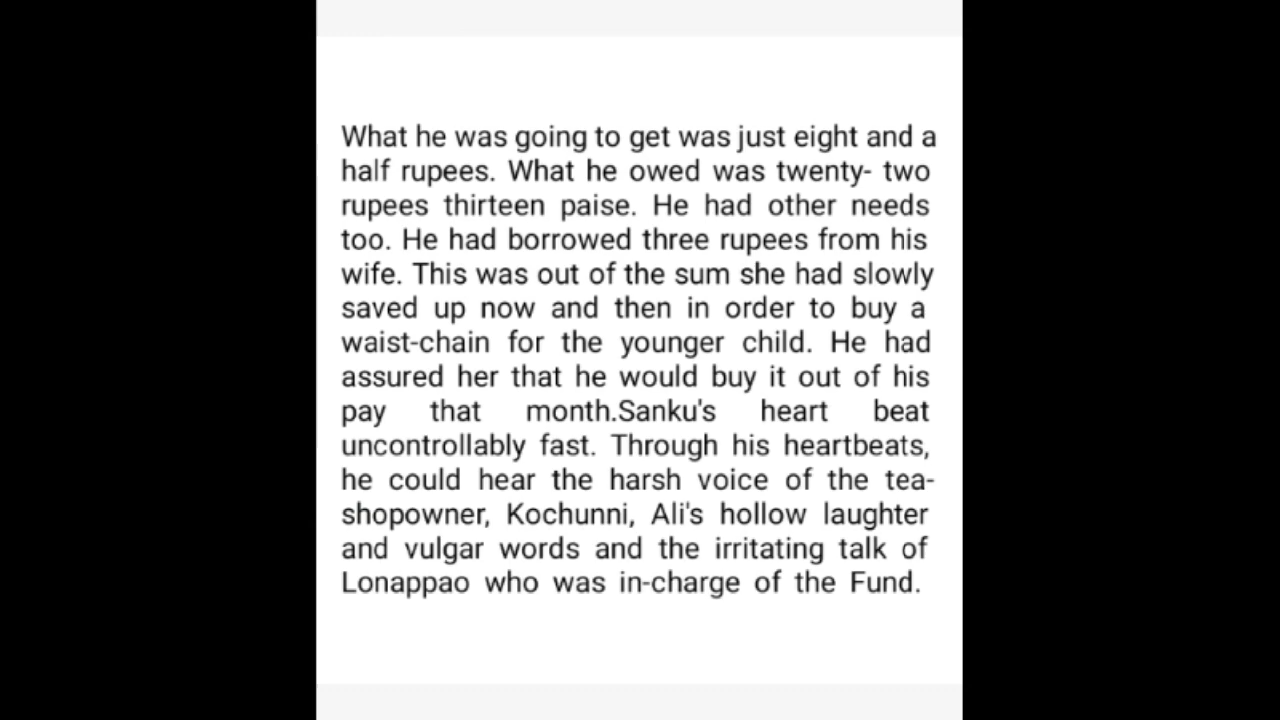 What he was going to get was just eight and a
half rupees. What he owed was twenty- two
rupees thirteen paise. He had other needs
too. He had borrowed three rupees from his
wife. This was out of the sum she had slowly
saved up now and then in order to buy a
waist-chain for the younger child. He had
assured her that he would buy it out of his
pay that month.Sanku's heart beat
uncontrollably fast. Through his heartbeats,
he could hear the harsh voice of the tea-
shopowner, Kochunni, Ali's hollow laughter
and vulgar words and the irritating talk of
Lonappao who was in-charge of the Fund.